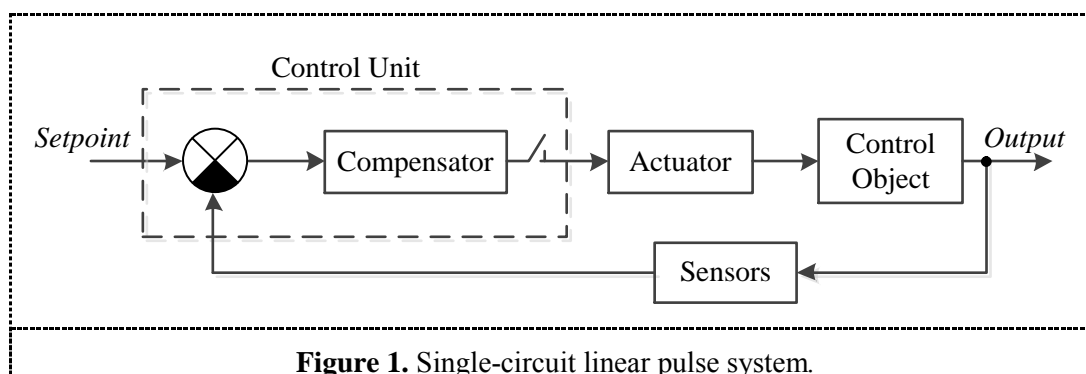 Control Unit
Setpoint
Compensator
Actuator
Control
Object
Output
Sensors
Figure 1. Single-circuit linear pulse system.